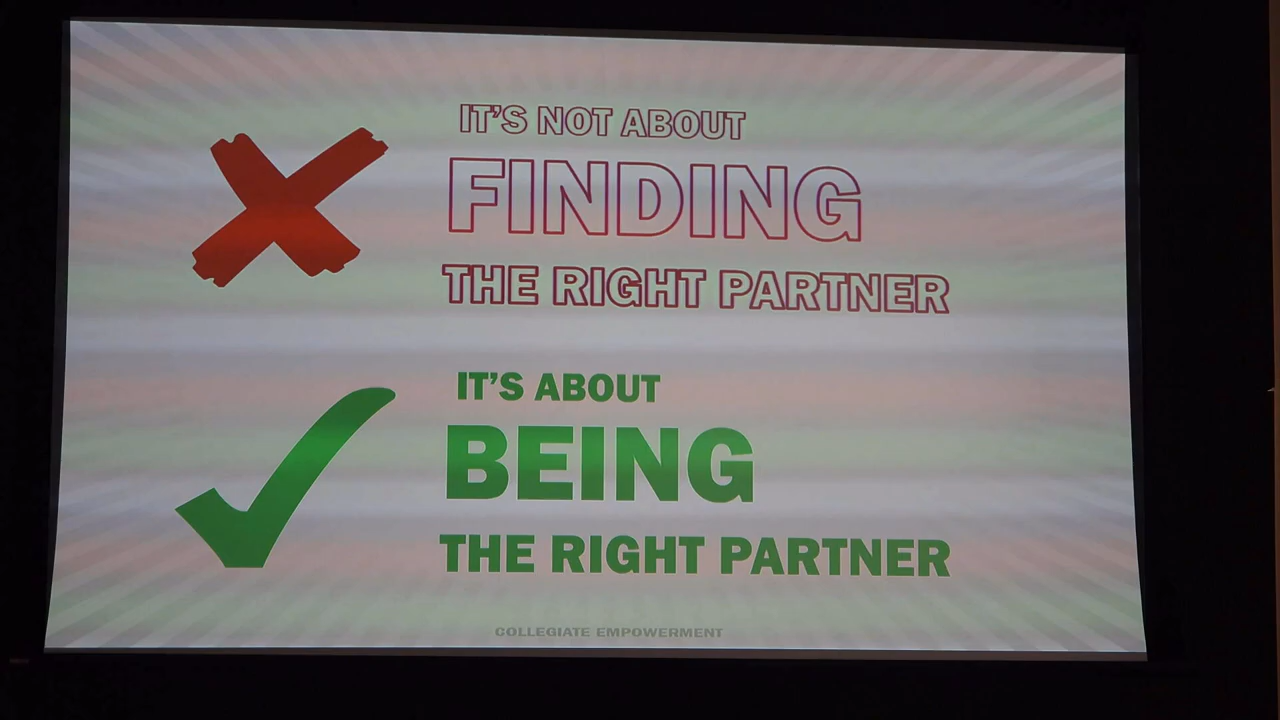 IT'S NOT ABOUT
FINDING
THE RIGHT PARTNER
IT'S ABOUT
BEING
THE RIGHT PARTNER
COLLEGIATE EMPOWERMENT